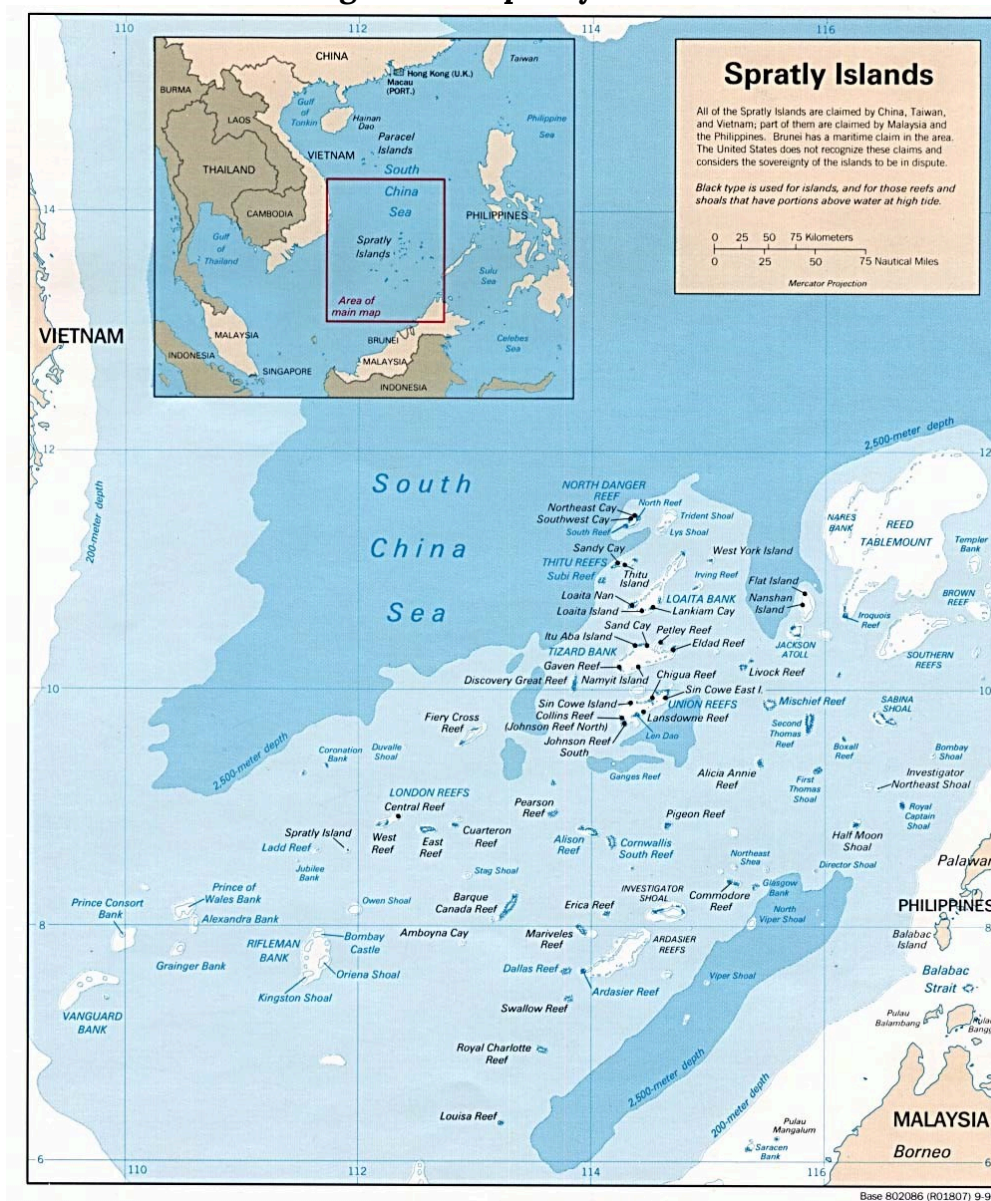 110
112
114
116
CHINA
Taiwan
Hong Kong (U.K.)
Macau
(PORT.)
BURMA
Gulf
of
Tonkin
Hainan
Dao
LAOS
Paracel
Islands
Philippine
Sea
VIETNAM
THAILAND
South
China
Sea
CAMBODIA
PHILIPPINES
Gulf
of
Thailand
Spratly
Islands
Sulu
Sea
Area of
main map
MALAYSIA
BRUNEI
Celebes
Sea
INDONESIA
MALAYSIA
SINGAPORE
INDONESIA
Spratly Islands
All of the Spratly Islands are claimed by China, Taiwan,
and Vietnam; part of them are claimed by Malaysia and
the Philippines. Brunei has a maritime claim in the area.
The United States does not recognize these claims and
considers the sovereignty of the islands to be in dispute.
Black type is used for islands, and for those reefs and
shoals that have portions above water at high tide.
0 25 50 75 Kilometers
0 25 50 75 Nautical Miles
Mercator Projection
14
VIETNAM
12
12
2,500-meter depth
200-meter depth
South
China
Sea
NORTH DANGER
REEF
Northeast Cay
North Reef
Southwest Cay
Trident Shoal
South Reef
Lys Shoal
NARES
BANK
REED
TABLEMOUNT
Templer
Bank
Sandy Cay
West York Island
THITU REEFS
Subi Reef
Thitu
Island
Irving Reef
Flat Island
Loaita Nan
LOAITA BANK
Nanshan
Island
BROWN
REEF
Loaita Island
Lankiam Cay
Iroquois
Reef
Sand Cay
Petley Reef
Itu Aba Island
Eldad Reef
JACKSON
ATOLL
TIZARD BANK
SOUTHERN
REEFS
Gaven Reef
Chigua Reef
Livock Reef
10
Discovery Great Reef
Namyit Island
Sin Cowe East I.
Sin Cowe Island
UNION REEFS
Mischief Reef
SABINA
SHOAL
Collins Reef
(Johnson Reef North)
Lansdowne Reef
Fiery Cross
Reef
Second
Thomas
Reef
Len Dao
Johnson Reef
South
Boxall
Reef
Bombay
Shoal
2,500-meter depth
Coronation
Bank
Duvalle
Shoal
Ganges Reef
Alicia Annie
Reef
First
Thomas
Shoal
Investigator
Northeast Shoal
LONDON REEFS
Central Reef
Pearson
Reef
Pigeon Reef
Royal
Captain
Shoal
Spratly Island
West
Reef
East
Reef
Cuarteron
Reef
Alison
Reef
Cornwallis
South Reef
Half Moon
Shoal
Ladd Reef
Northeast
Shea
Director Shoal
Palawan
Jubilee
Bank
Stag Shoal
Prince of
Wales Bank
Barque
Canada Reef
INVESTIGATOR
SHOAL
Commodore
Reef
Glasgow
Bank
Prince Consort
Bank
Owen Shoal
Erica Reef
PHILIPPINES
Alexandra Bank
North
Viper Shoal
8
RIFLEMAN
BANK
Bombay
Castle
Amboyna Cay
Mariveles
Reef
ARDASIER
REEFS
Balabac
Island
8
Grainger Bank
Oriena Shoal
Dallas Reef
Viper Shoal
Balabac
Strait
Kingston Shoal
Ardasier Reef
VANGUARD
BANK
Swallow Reef
Pulau
Balambang
Royal Charlotte
Reef
2,500-meter depth
200-meter depth
Louisa Reef
Pulau
Mangalum
MALAYSIA
Saracen
Bank
Borneo
6
110
112
114
116
Base 802086 (R01807) 9-9